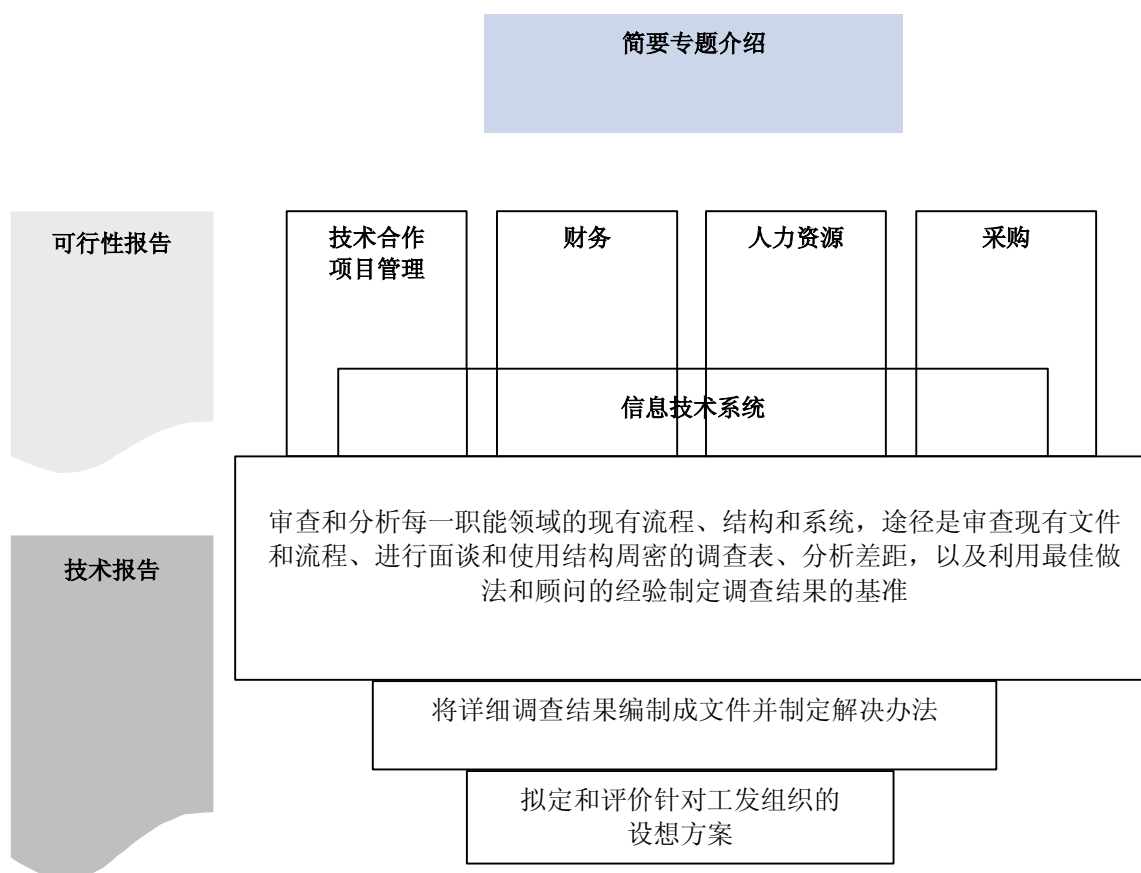 简要专题介绍
可行性报告
技术合作
项目管理
财务
人力资源
采购
信息技术系统
审查和分析每一职能领域的现有流程、结构和系统，途径是审查现有文件
和流程、进行面谈和使用结构周密的调查表、分析差距，以及利用最佳做
法和顾问的经验制定调查结果的基准
技术报告
将详细调查结果编制成文件并制定解决办法
拟定和评价针对工发组织的
设想方案